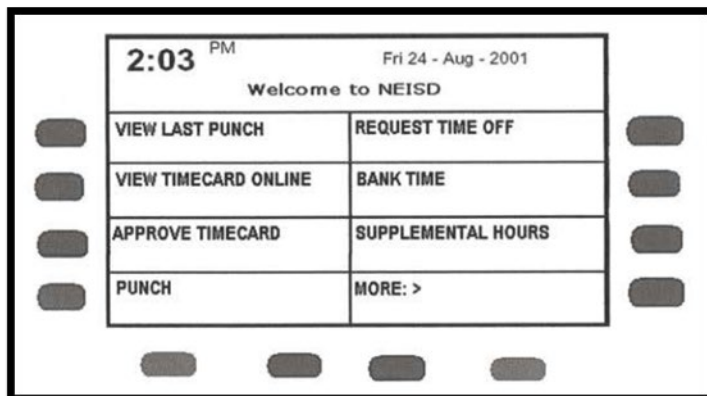 2:03 PM Fri 24 - Aug - 2001
Welcome to NEISD
VIEW LAST PUNCH REQUEST TIME OFF
VIEW TIMECARD ONLINE BANK TIME
APPROVE TIMECARD SUPPLEMENTAL HOURS
PUNCH MORE: >